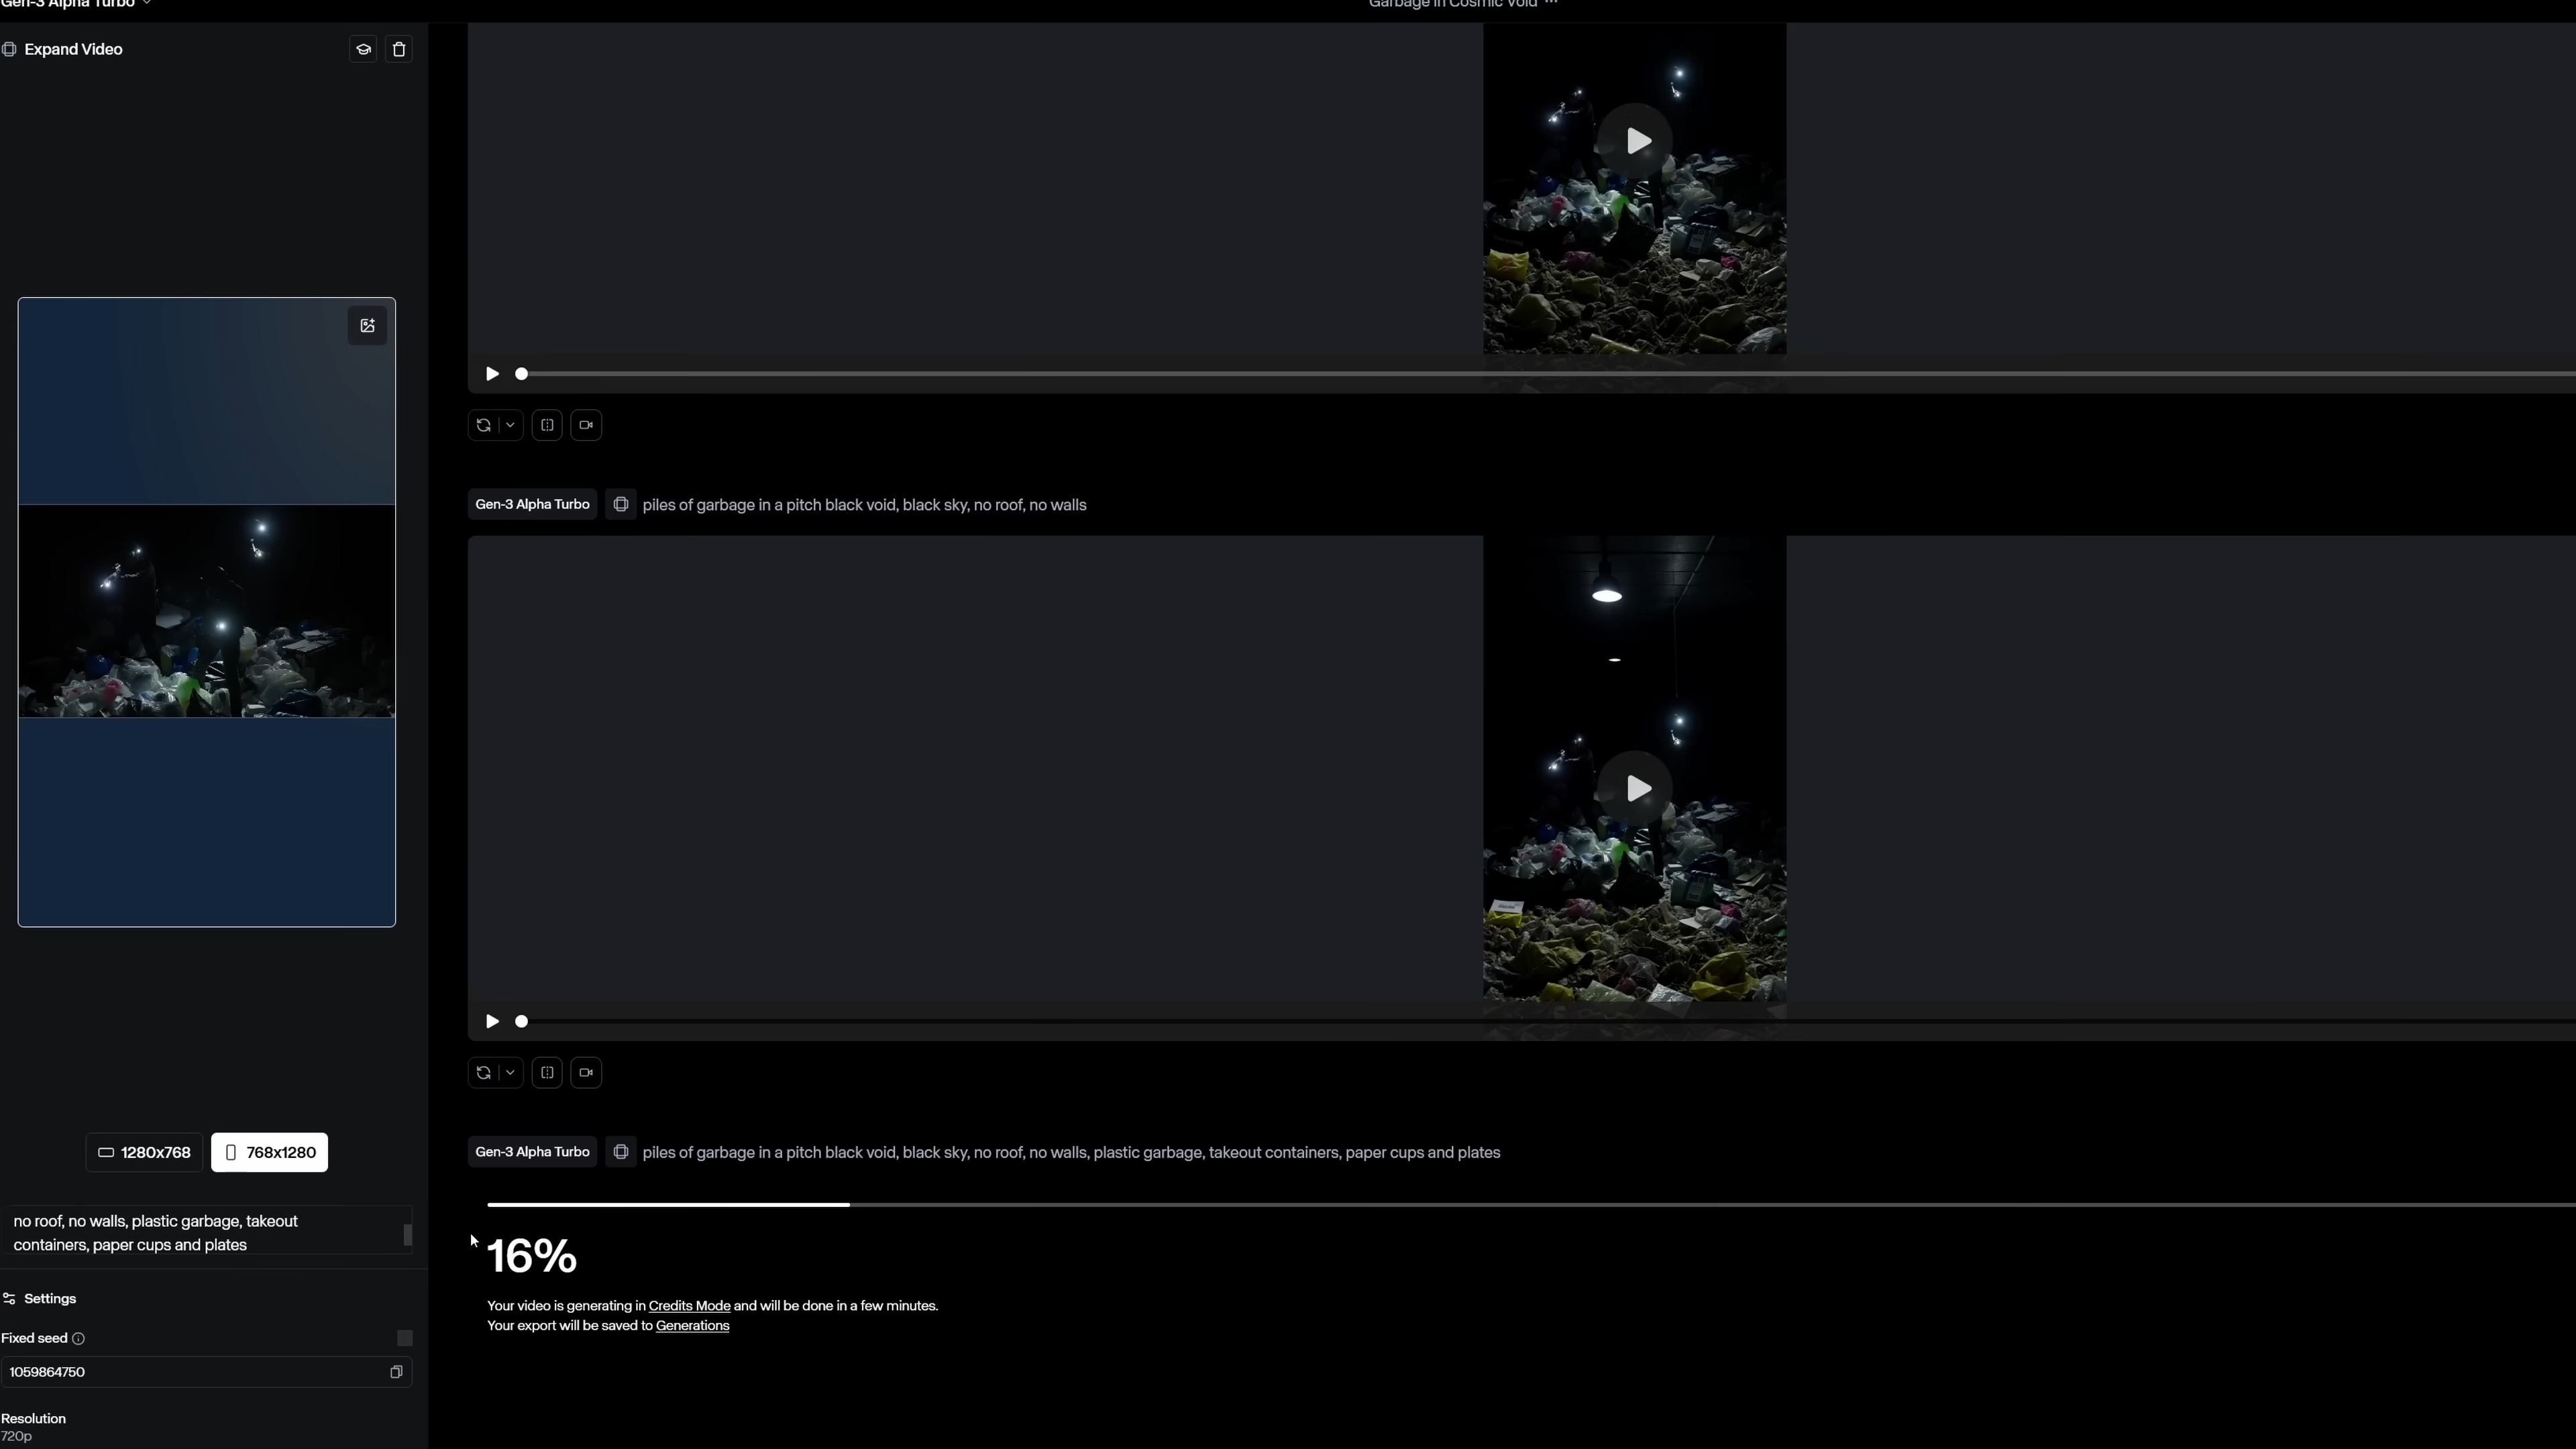 Gen-3 Alpha Turbo
Garbage in Cosmic Void ...
Expand Video
Gen-3 Alpha Turbo
piles of garbage in a pitch black void, black sky, no roof, no walls
1280x768
768x1280
Gen-3 Alpha Turbo
piles of garbage in a pitch black void, black sky, no roof, no walls, plastic garbage, takeout containers, paper cups and plates
no roof, no walls, plastic garbage, takeout
containers, paper cups and plates
16%
Your video is generating in Credits Mode and will be done in a few minutes.
Your export will be saved to Generations
Settings
Fixed seed
1059864750
Resolution
720p